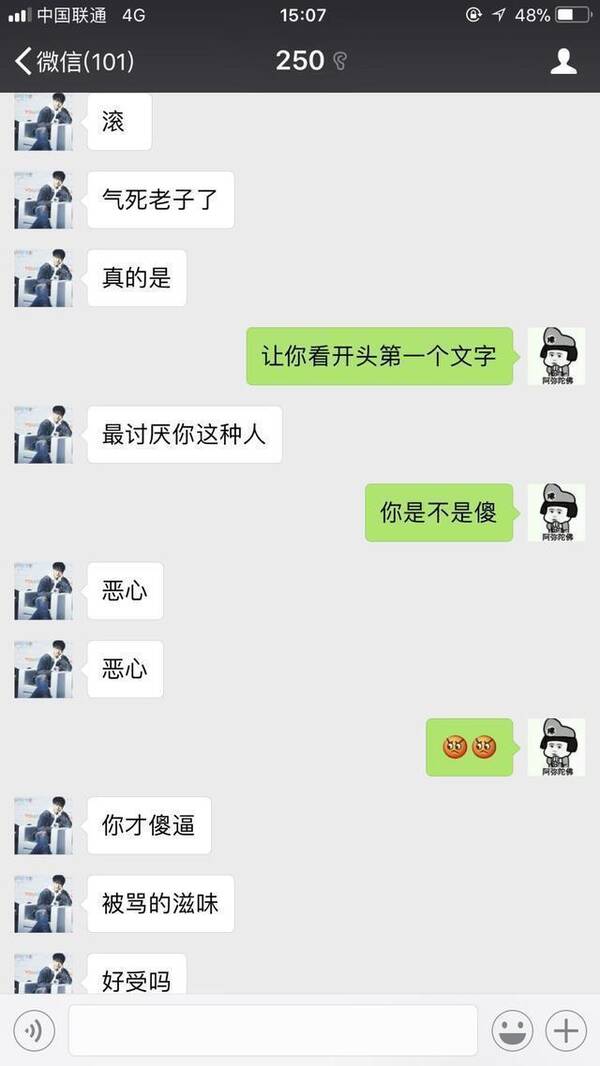 中国联通 4G 15:07 48%
微信(101) 250
滚
气死老子了
真的是
让你看开头第一个文字
阿弥陀佛
最讨厌你这种人
你是不是傻
阿弥陀佛
恶心
恶心
阿弥陀佛
你才傻逼
被骂的滋味
好受吗